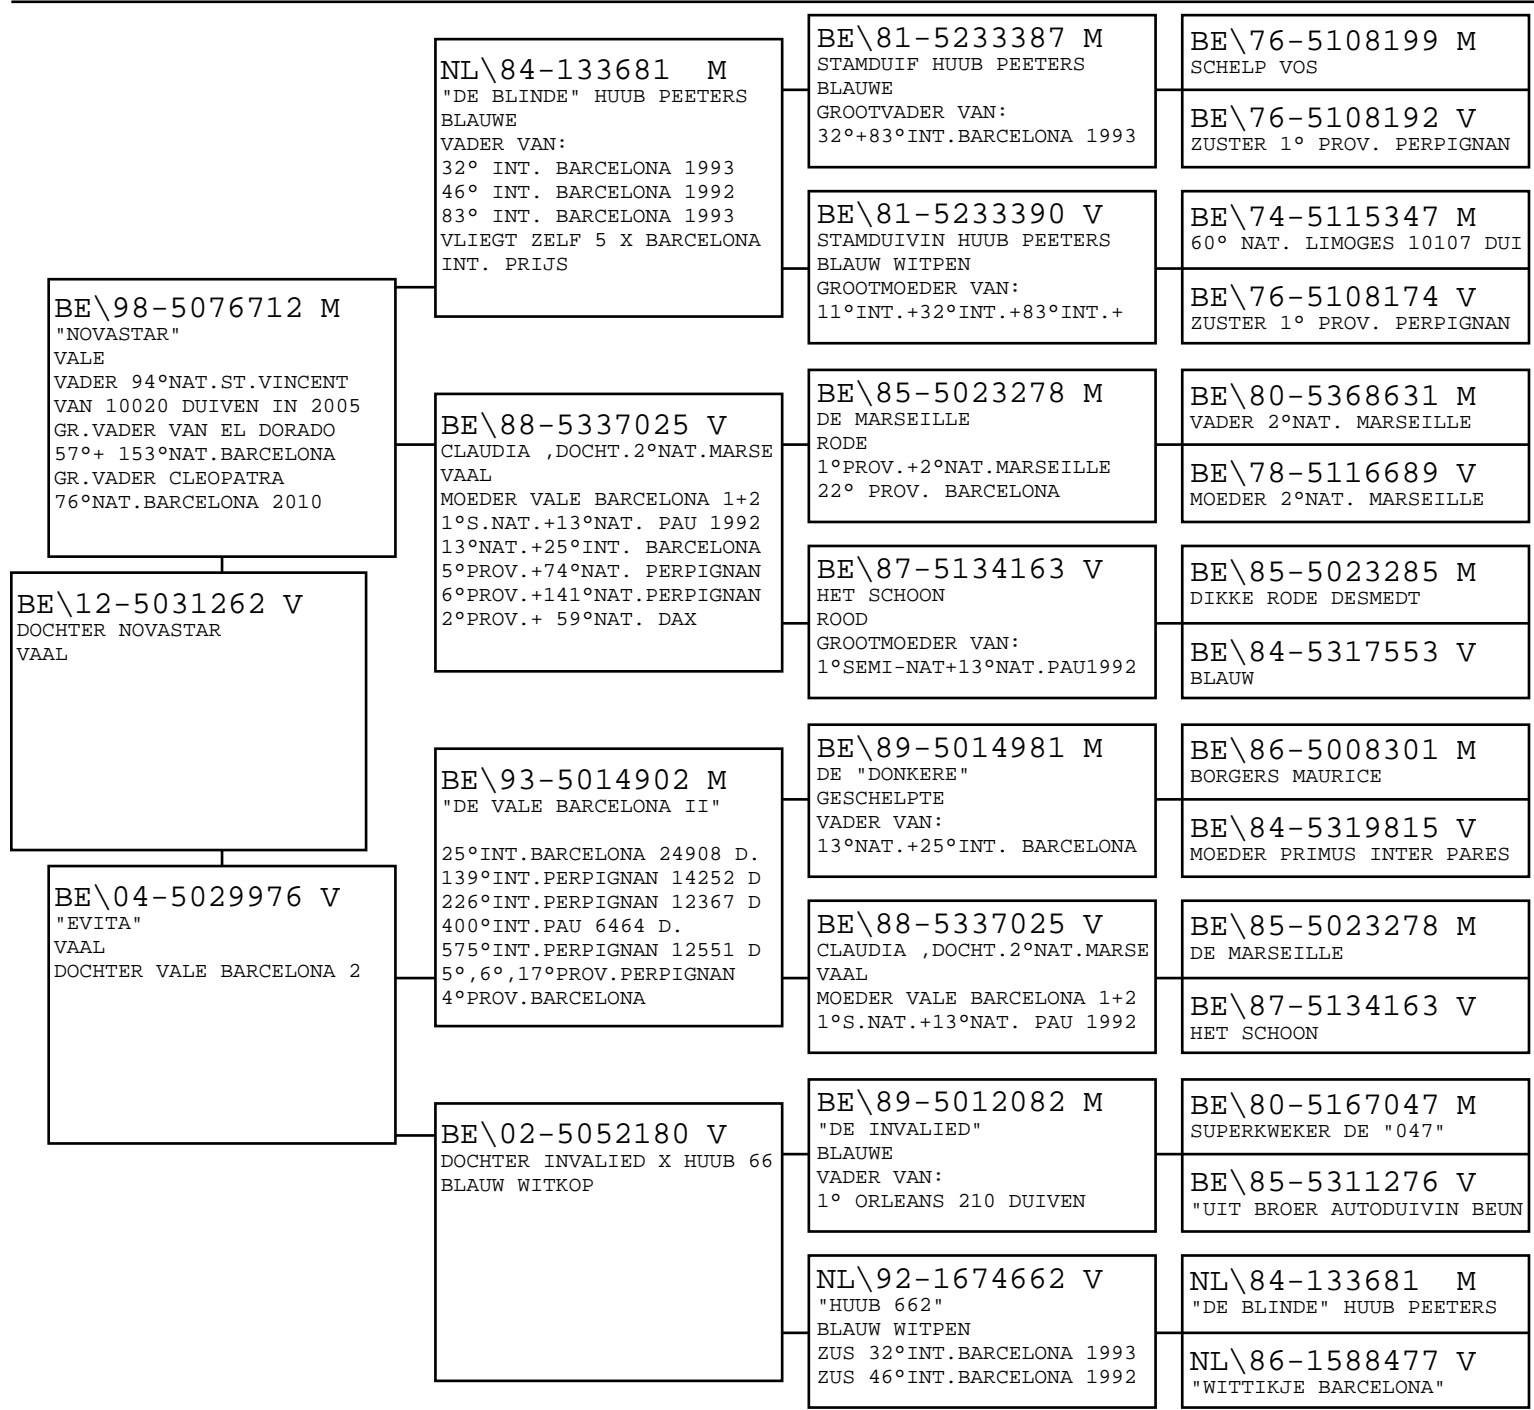 BE\12-5031262 V
DOCHTER NOVASTAR
VAAL
BE\98-5076712 M
"NOVASTAR"
VALE
VADER 94°NAT.ST.VINCENT
VAN 10020 DUIVEN IN 2005
GR.VADER VAN EL DORADO
57°+ 153°NAT.BARCELONA
GR.VADER CLEOPATRA
76°NAT.BARCELONA 2010
BE\04-5029976 V
"EVITA"
VAAL
DOCHTER VALE BARCELONA 2
NL\84-133681  M
"DE BLINDE" HUUB PEETERS
BLAUWE
VADER VAN:
32° INT. BARCELONA 1993
46° INT. BARCELONA 1992
83° INT. BARCELONA 1993
VLIEGT ZELF 5 X BARCELONA
INT. PRIJS
BE\88-5337025 V
CLAUDIA ,DOCHT.2°NAT.MARSE
VAAL
MOEDER VALE BARCELONA 1+2
1°S.NAT.+13°NAT. PAU 1992
13°NAT.+25°INT. BARCELONA
5°PROV.+74°NAT. PERPIGNAN
6°PROV.+141°NAT.PERPIGNAN
2°PROV.+ 59°NAT. DAX
BE\93-5014902 M
"DE VALE BARCELONA II"
25°INT.BARCELONA 24908 D.
139°INT.PERPIGNAN 14252 D
226°INT.PERPIGNAN 12367 D
400°INT.PAU 6464 D.
575°INT.PERPIGNAN 12551 D
5°,6°,17°PROV.PERPIGNAN
4°PROV.BARCELONA
BE\02-5052180 V
DOCHTER INVALIED X HUUB 66
BLAUW WITKOP
BE\81-5233387 M
STAMDUIF HUUB PEETERS
BLAUWE
GROOTVADER VAN:
32°+83°INT.BARCELONA 1993
BE\81-5233390 V
STAMDUIVIN HUUB PEETERS
BLAUW WITPEN
GROOTMOEDER VAN:
11°INT.+32°INT.+83°INT.+
BE\85-5023278 M
DE MARSEILLE
RODE
1°PROV.+2°NAT.MARSEILLE
22° PROV. BARCELONA
BE\87-5134163 V
HET SCHOON
ROOD
GROOTMOEDER VAN:
1°SEMI-NAT+13°NAT.PAU1992
BE\89-5014981 M
DE "DONKERE"
GESCHELPTE
VADER VAN:
13°NAT.+25°INT. BARCELONA
BE\88-5337025 V
CLAUDIA ,DOCHT.2°NAT.MARSE
VAAL
MOEDER VALE BARCELONA 1+2
1°S.NAT.+13°NAT. PAU 1992
BE\89-5012082 M
"DE INVALIED"
BLAUWE
VADER VAN:
1° ORLEANS 210 DUIVEN
NL\92-1674662 V
"HUUB 662"
BLAUW WITPEN
ZUS 32°INT.BARCELONA 1993
ZUS 46°INT.BARCELONA 1992
BE\76-5108199 M
SCHELP VOS
BE\76-5108192 V
ZUSTER 1° PROV. PERPIGNAN
BE\74-5115347 M
60° NAT. LIMOGES 10107 DUI
BE\76-5108174 V
ZUSTER 1° PROV. PERPIGNAN
BE\80-5368631 M
VADER 2°NAT. MARSEILLE
BE\78-5116689 V
MOEDER 2°NAT. MARSEILLE
BE\85-5023285 M
DIKKE RODE DESMEDT
BE\84-5317553 V
BLAUW
BE\86-5008301 M
BORGERS MAURICE
BE\84-5319815 V
MOEDER PRIMUS INTER PARES
BE\85-5023278 M
DE MARSEILLE
BE\87-5134163 V
HET SCHOON
BE\80-5167047 M
SUPERKWEKER DE "047"
BE\85-5311276 V
"UIT BROER AUTODUIVIN BEUN
NL\84-133681  M
"DE BLINDE" HUUB PEETERS
NL\86-1588477 V
"WITTIKJE BARCELONA"